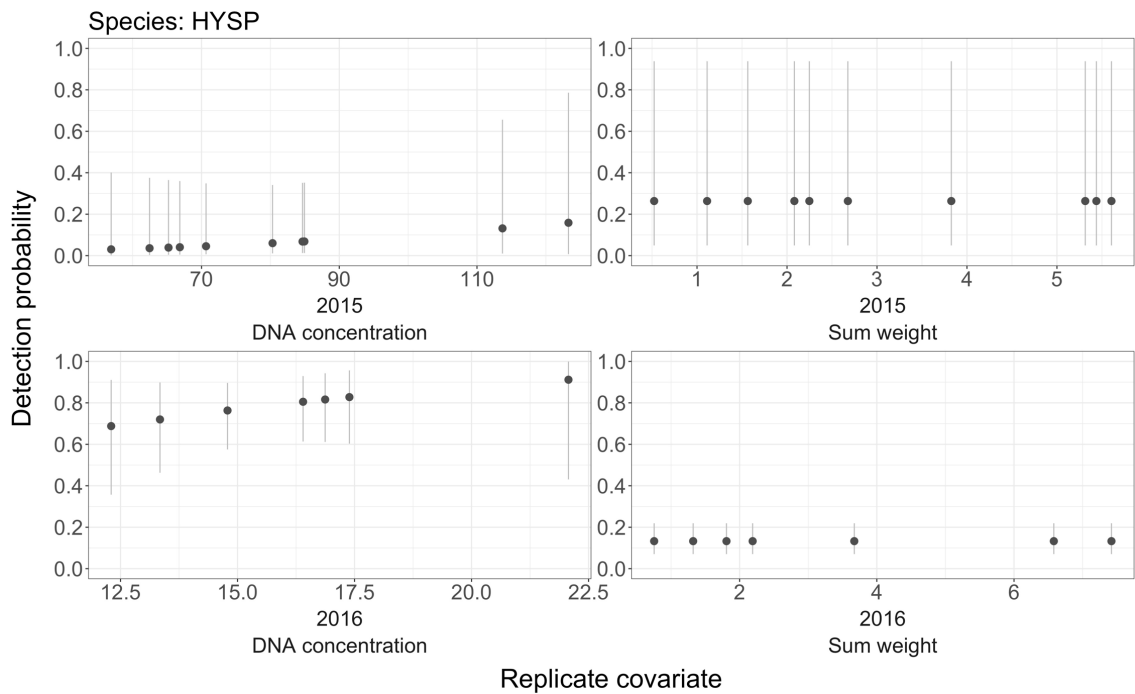 Species: HYSP
Detection probability
1.0
0.8
0.6
0.4
0.2
0.0
70 90 110
2015
DNA concentration
1.0
0.8
0.6
0.4
0.2
0.0
1 2 3 4 5
2015
Sum weight
1.0
0.8
0.6
0.4
0.2
0.0
12.5 15.0 17.5 20.0 22.5
2016
DNA concentration
1.0
0.8
0.6
0.4
0.2
0.0
2 4 6
2016
Sum weight
Replicate covariate